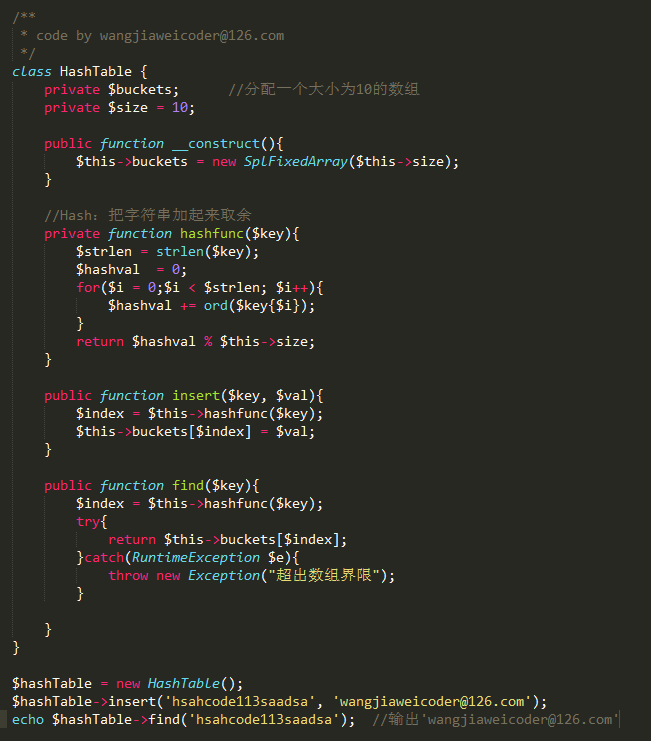 /**
 * code by wangjiaweicoder@126.com
 */
class HashTable {
    private $buckets;      //分配一个大小为10的数组
    private $size = 10;

    public function __construct(){
        $this->buckets = new SplFixedArray($this->size);
    }

    //Hash：把字符串加起来取余
    private function hashfunc($key){
        $strlen = strlen($key);
        $hashval  = 0;
        for($i = 0;$i < $strlen; $i++){
            $hashval += ord($key{$i});
        }
        return $hashval % $this->size;
    }

    public function insert($key, $val){
        $index = $this->hashfunc($key);
        $this->buckets[$index] = $val;
    }

    public function find($key){
        $index = $this->hashfunc($key);
        try{
            return $this->buckets[$index];
        }catch(RuntimeException $e){
            throw new Exception("超出数组界限");
        }

    }
}

$hashTable = new HashTable();
$hashTable->insert('hsahcode113saadsa', 'wangjiaweicoder@126.com');
echo $hashTable->find('hsahcode113saadsa');  //输出'wangjiaweicoder@126.com'